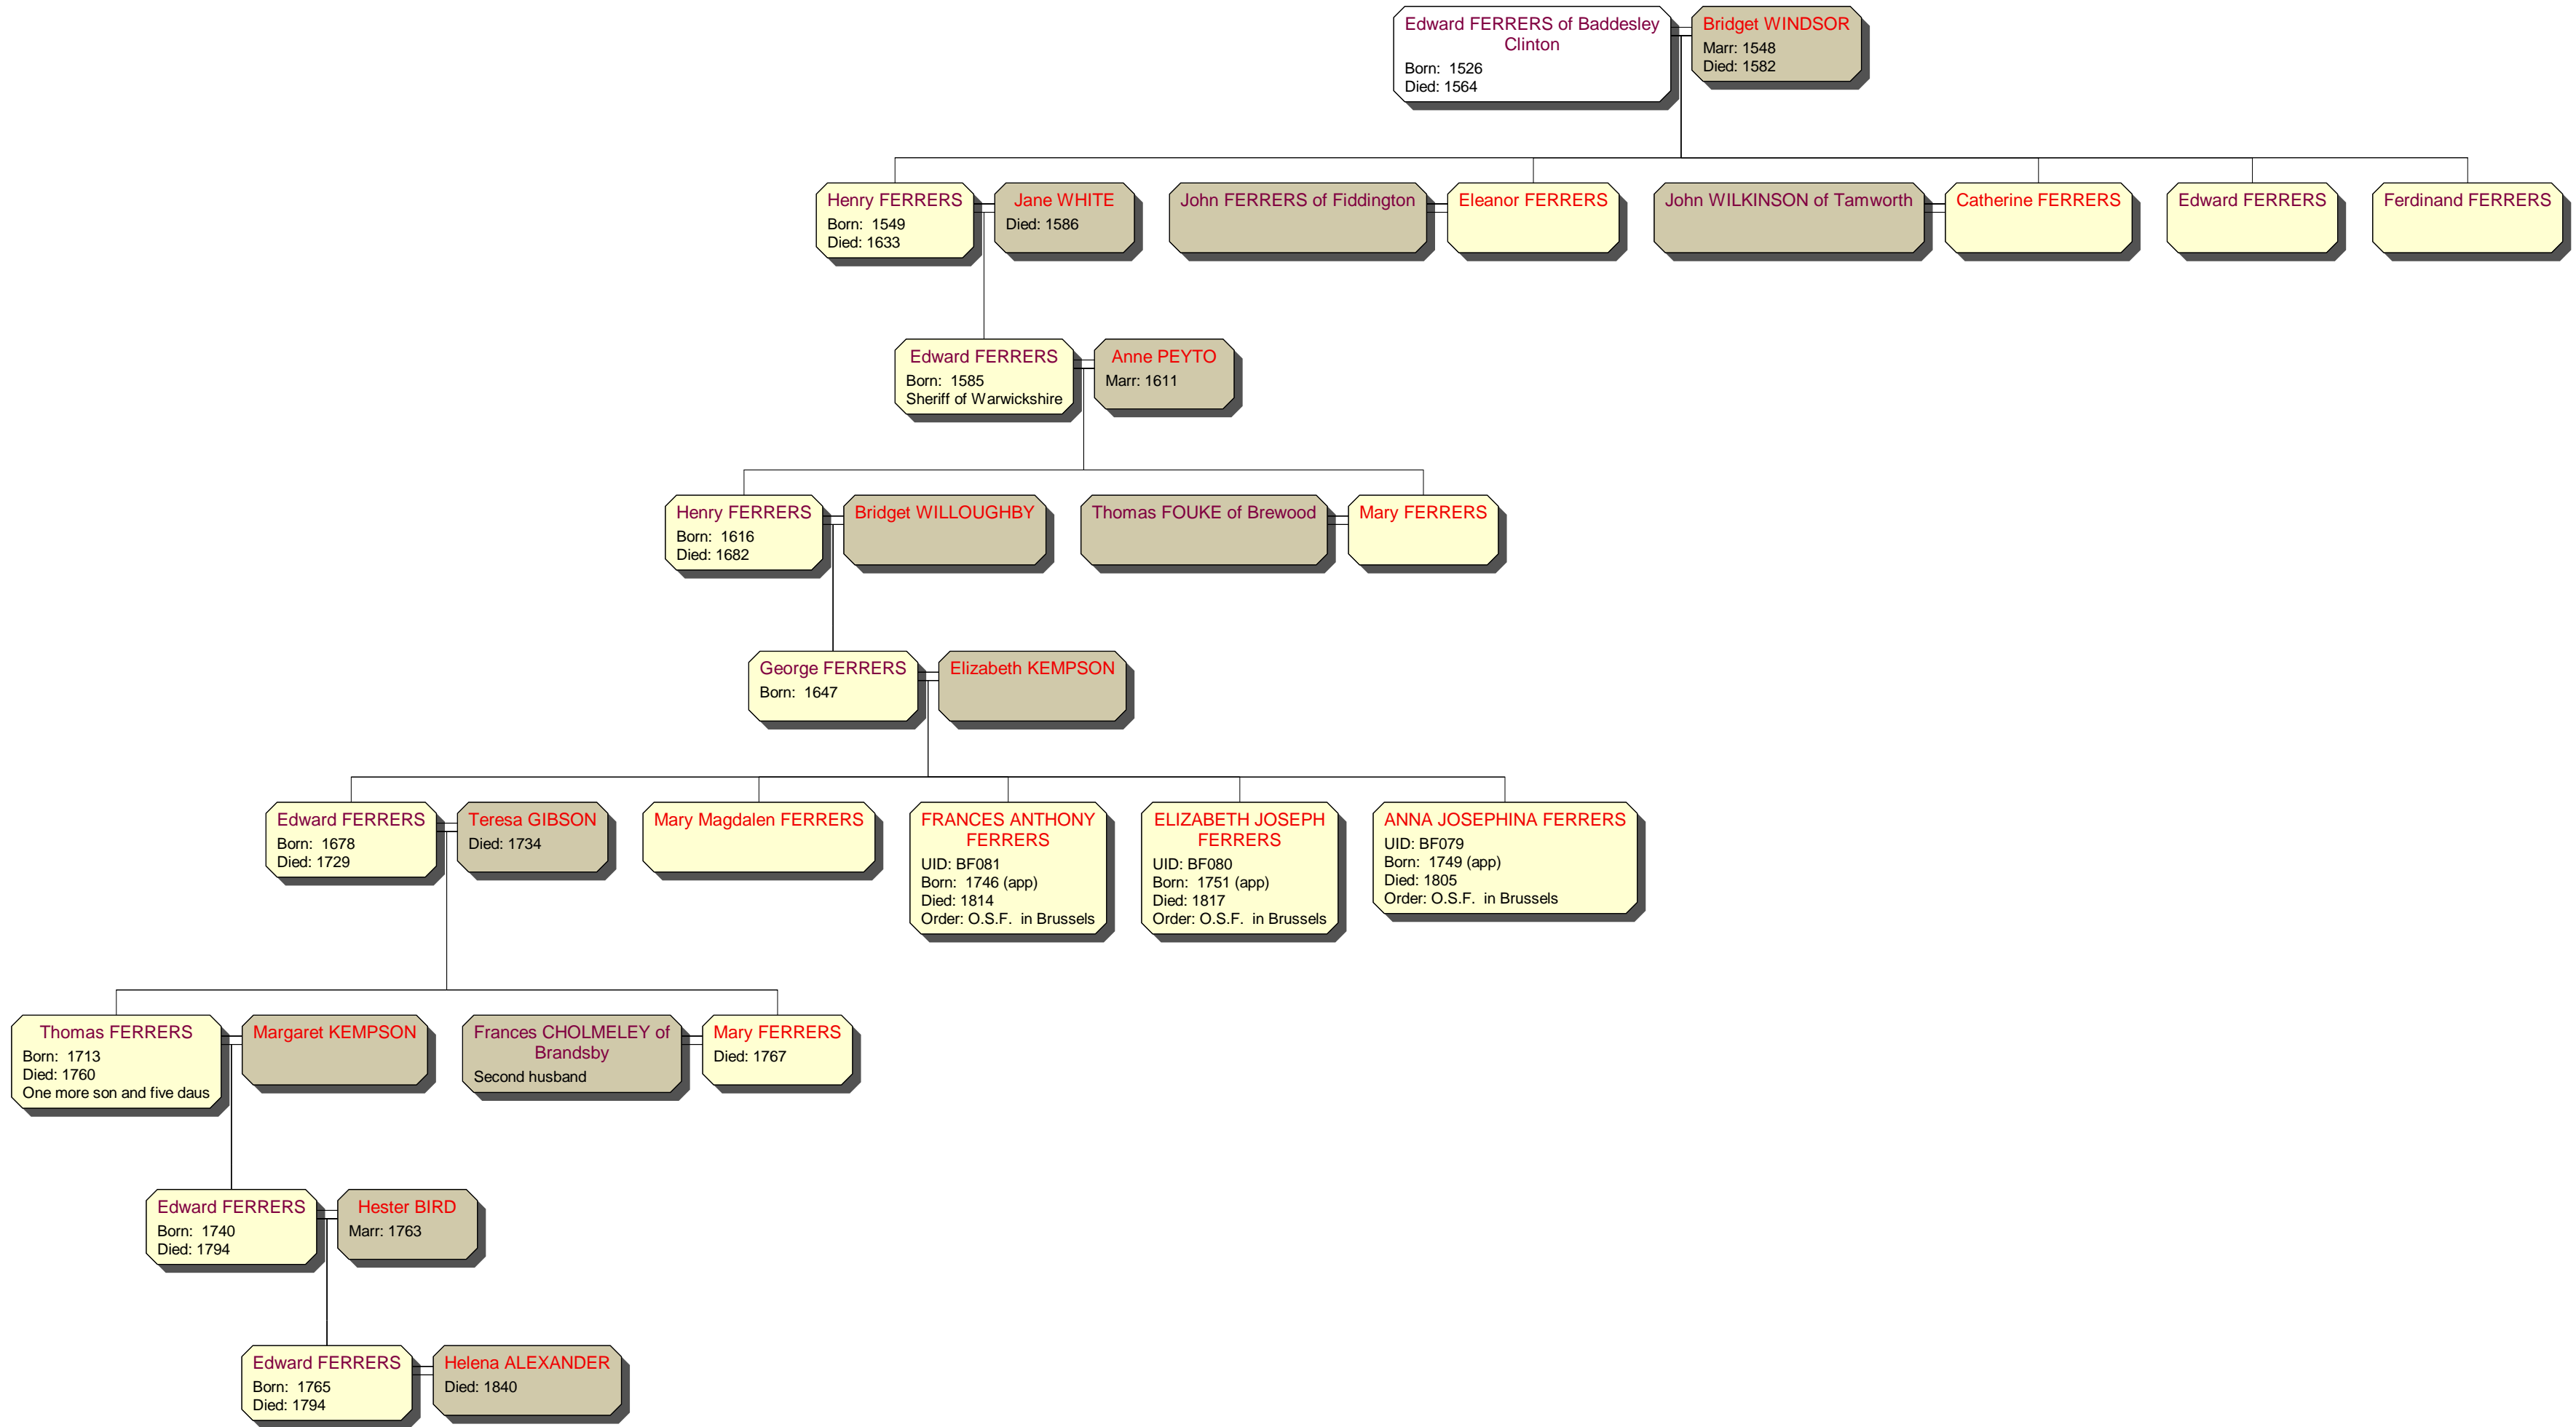 Edward FERRERS of Baddesley
Clinton
Born: 1526
Died: 1564
Bridget WINDSOR
Marr: 1548
Died: 1582
Henry FERRERS
Born: 1549
Died: 1633
Jane WHITE
Died: 1586
John FERRERS of Fiddington
Eleanor FERRERS
John WILKINSON of Tamworth
Catherine FERRERS
Edward FERRERS
Ferdinand FERRERS
Edward FERRERS
Born: 1585
Sheriff of Warwickshire
Anne PEYTO
Marr: 1611
Henry FERRERS
Born: 1616
Died: 1682
Bridget WILLOUGHBY
Thomas FOUKE of Brewood
Mary FERRERS
George FERRERS
Born: 1647
Elizabeth KEMPSON
Edward FERRERS
Born: 1678
Died: 1729
Teresa GIBSON
Died: 1734
Mary Magdalen FERRERS
FRANCES ANTHONY
FERRERS
UID: BF081
Born: 1746 (app)
Died: 1814
Order: O.S.F. in Brussels
ELIZABETH JOSEPH
FERRERS
UID: BF080
Born: 1751 (app)
Died: 1817
Order: O.S.F. in Brussels
ANNA JOSEPHINA FERRERS
UID: BF079
Born: 1749 (app)
Died: 1805
Order: O.S.F. in Brussels
Thomas FERRERS
Born: 1713
Died: 1760
One more son and five daus
Margaret KEMPSON
Frances CHOLMELEY of
Brandsby
Second husband
Mary FERRERS
Died: 1767
Edward FERRERS
Born: 1740
Died: 1794
Hester BIRD
Marr: 1763
Edward FERRERS
Born: 1765
Died: 1794
Helena ALEXANDER
Died: 1840